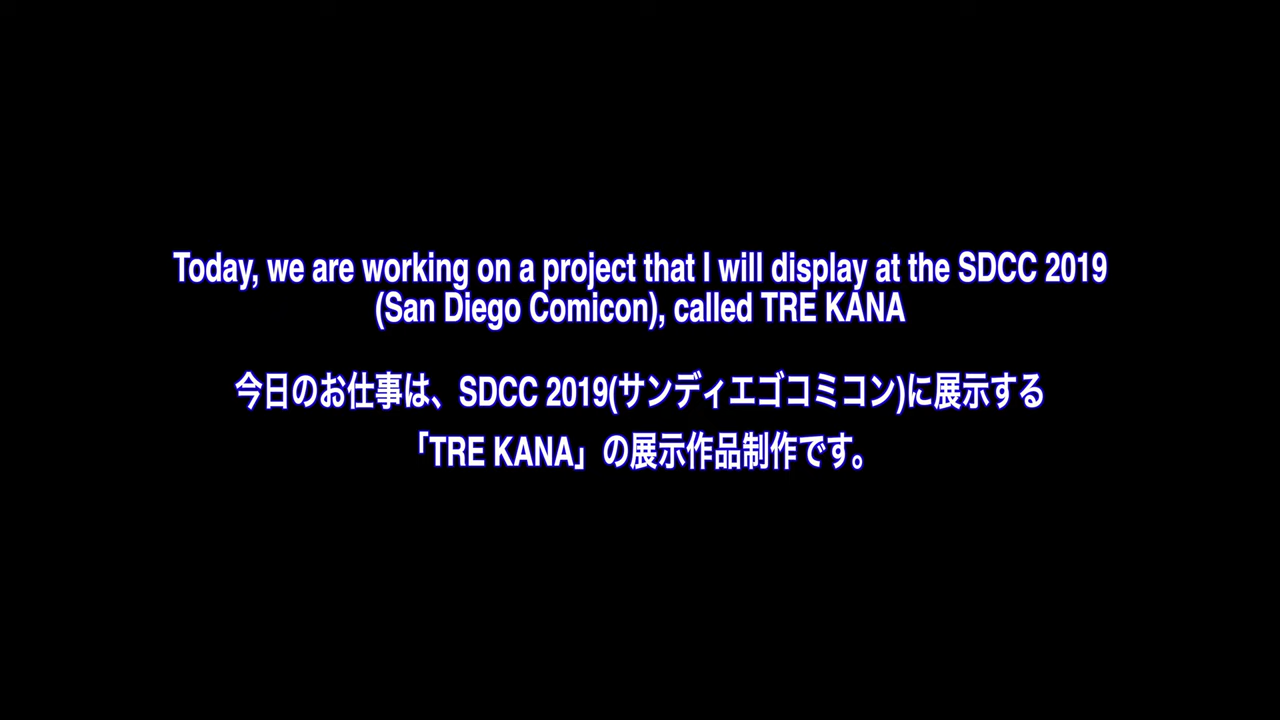 Today, we are working on a project that I will display at the SDCC 2019
(San Diego Comicon), called TRE KANA
今日のお仕事は、SDCC 2019(サンディエゴコミコン)に展示する
「TRE KANA」の展示作品制作です。